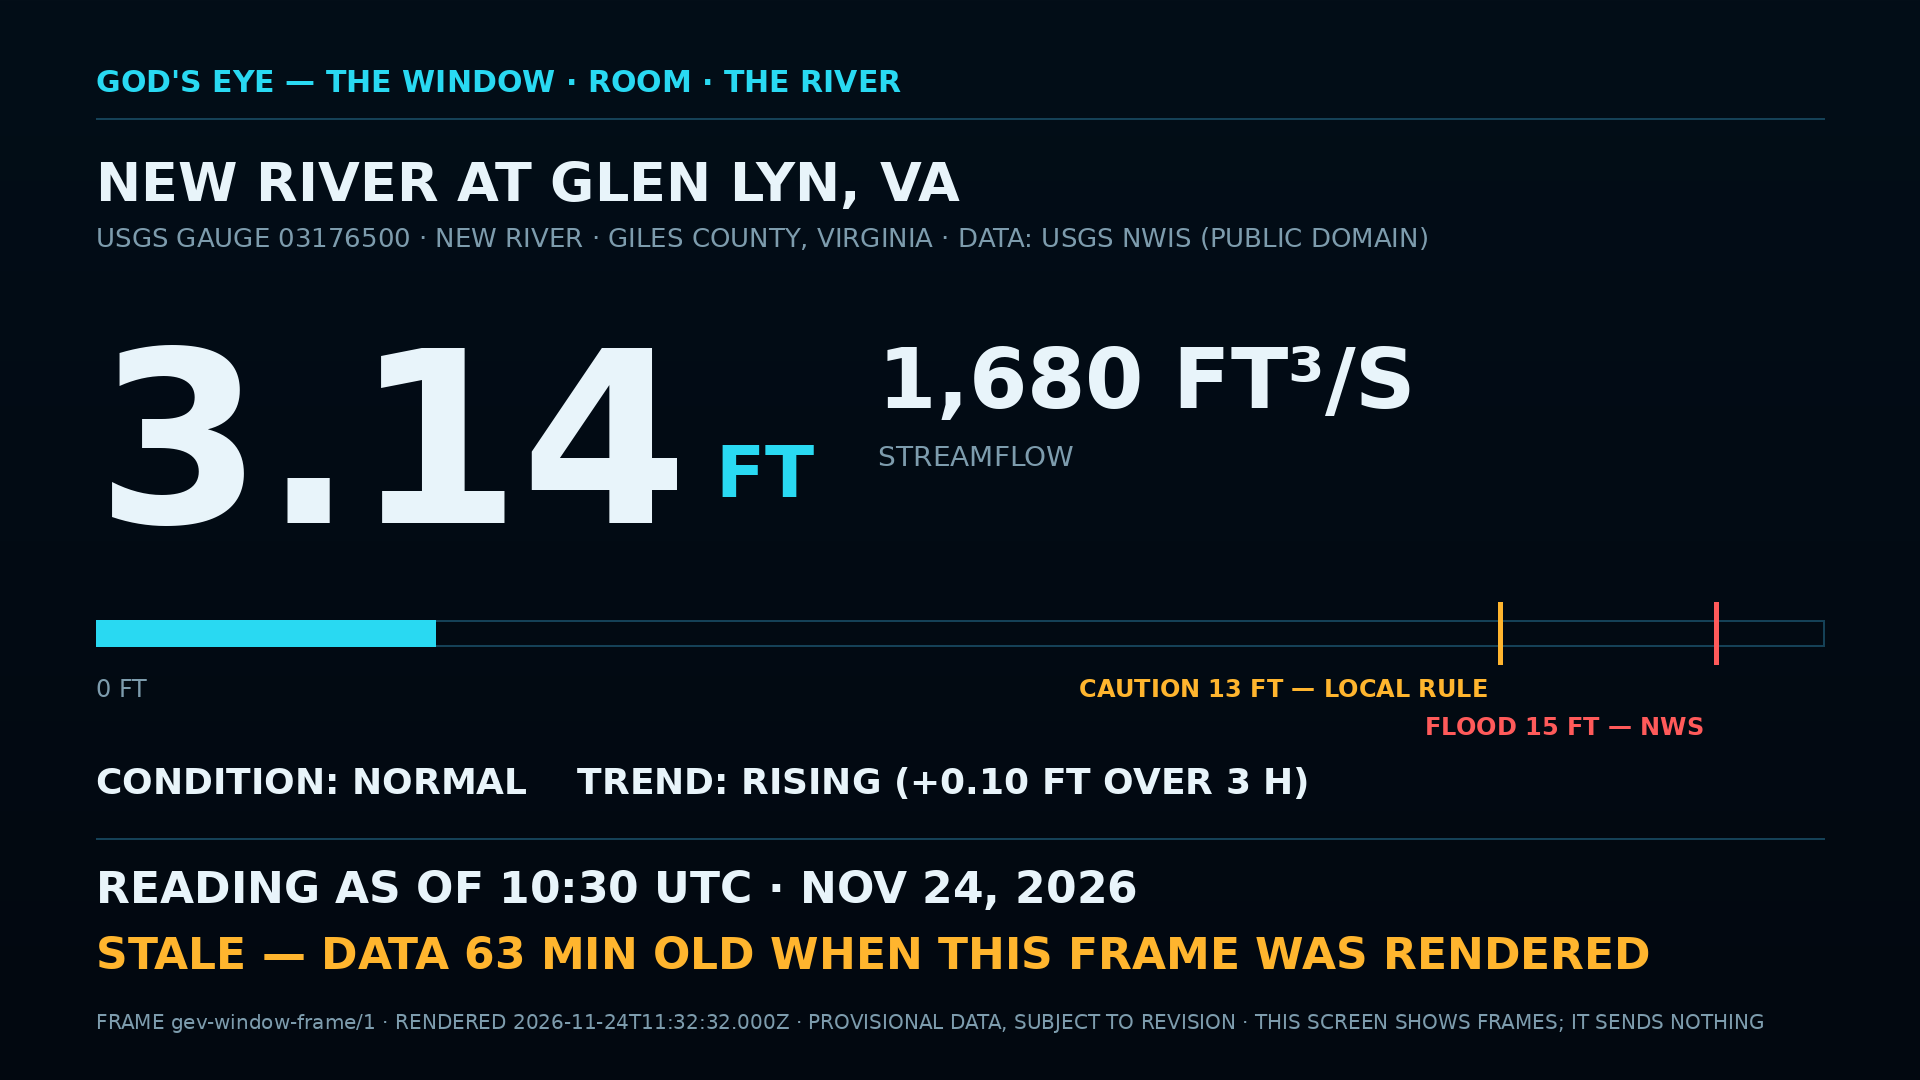 GOD'S EYE — THE WINDOW · ROOM · THE RIVER
NEW RIVER AT GLEN LYN, VA
USGS GAUGE 03176500 · NEW RIVER · GILES COUNTY, VIRGINIA · DATA: USGS NWIS (PUBLIC DOMAIN)
3.14 FT
1,680 FT³/S
STREAMFLOW
0 FT
CAUTION 13 FT — LOCAL RULE
FLOOD 15 FT — NWS
CONDITION: NORMAL TREND: RISING (+0.10 FT OVER 3 H)
READING AS OF 10:30 UTC · NOV 24, 2026
STALE — DATA 63 MIN OLD WHEN THIS FRAME WAS RENDERED
FRAME gev-window-frame/1 · RENDERED 2026-11-24T11:32:32.000Z · PROVISIONAL DATA, SUBJECT TO REVISION · THIS SCREEN SHOWS FRAMES; IT SENDS NOTHING